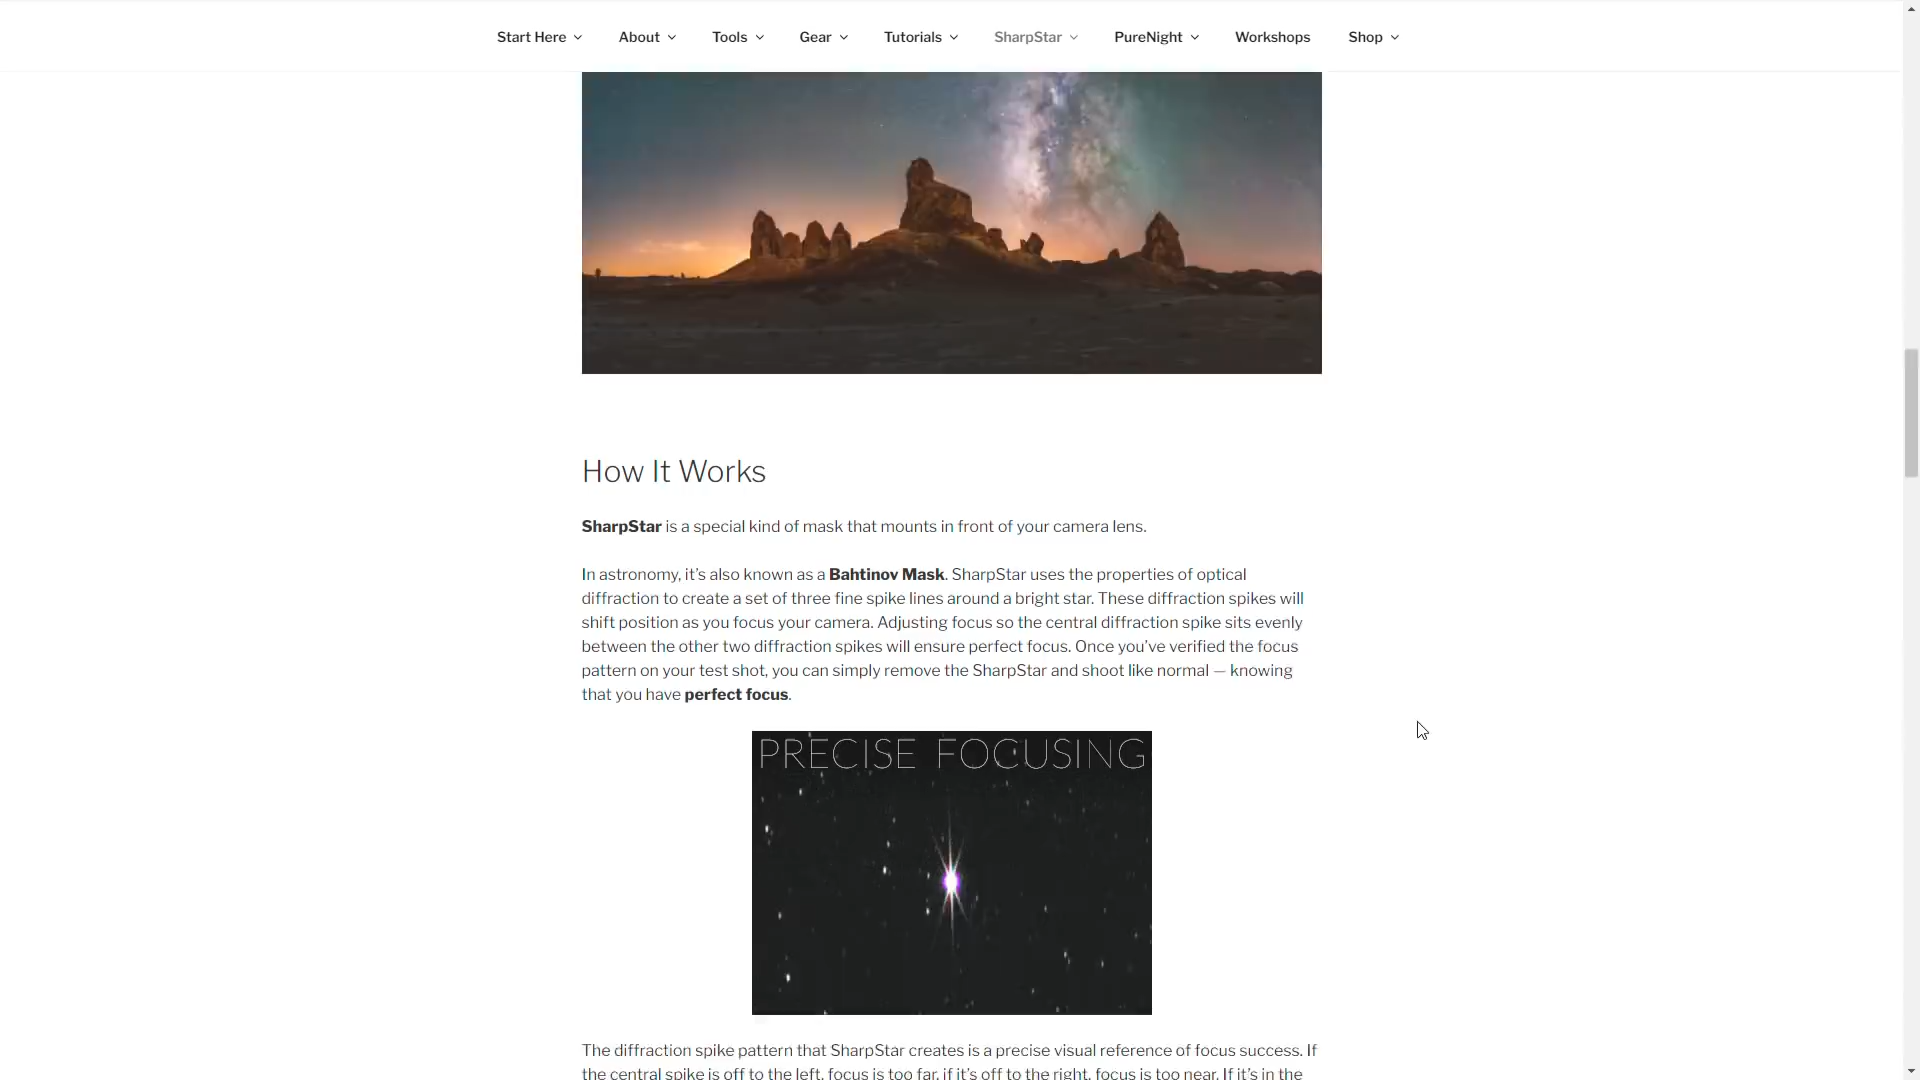 Start Here About Tools Gear Tutorials SharpStar PureNight Workshops Shop
How It Works
SharpStar is a special kind of mask that mounts in front of your camera lens.
In astronomy, it’s also known as a Bahtinov Mask. SharpStar uses the properties of optical
diffraction to create a set of three fine spike lines around a bright star. These diffraction spikes will
shift position as you focus your camera. Adjusting focus so the central diffraction spike sits evenly
between the other two diffraction spikes will ensure perfect focus. Once you’ve verified the focus
pattern on your test shot, you can simply remove the SharpStar and shoot like normal — knowing
that you have perfect focus.
PRECISE FOCUSING
The diffraction spike pattern that SharpStar creates is a precise visual reference of focus success. If
the central spike is off to the left, focus is too far, if it’s off to the right, focus is too near. If it’s in the